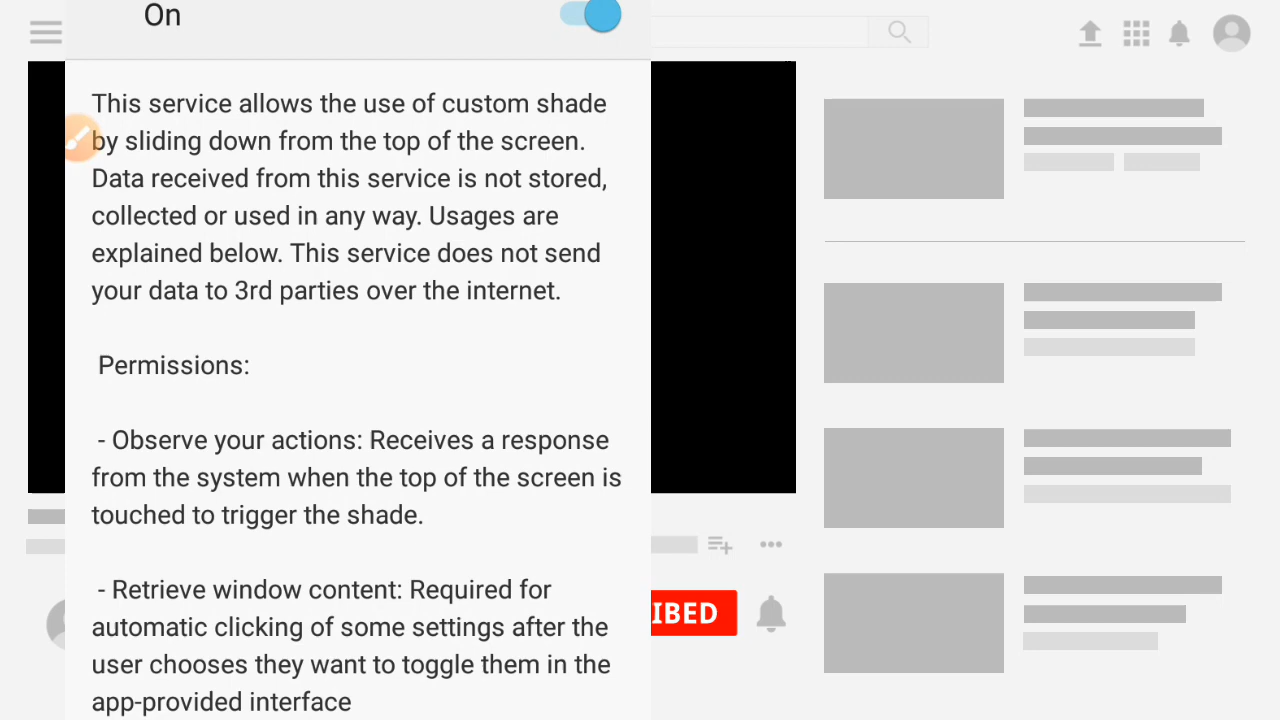 On
This service allows the use of custom shade
by sliding down from the top of the screen.
Data received from this service is not stored,
collected or used in any way. Usages are
explained below. This service does not send
your data to 3rd parties over the internet.
Permissions:
- Observe your actions: Receives a response
from the system when the top of the screen is
touched to trigger the shade.
- Retrieve window content: Required for
automatic clicking of some settings after the
user chooses they want to toggle them in the
app-provided interface
IBED